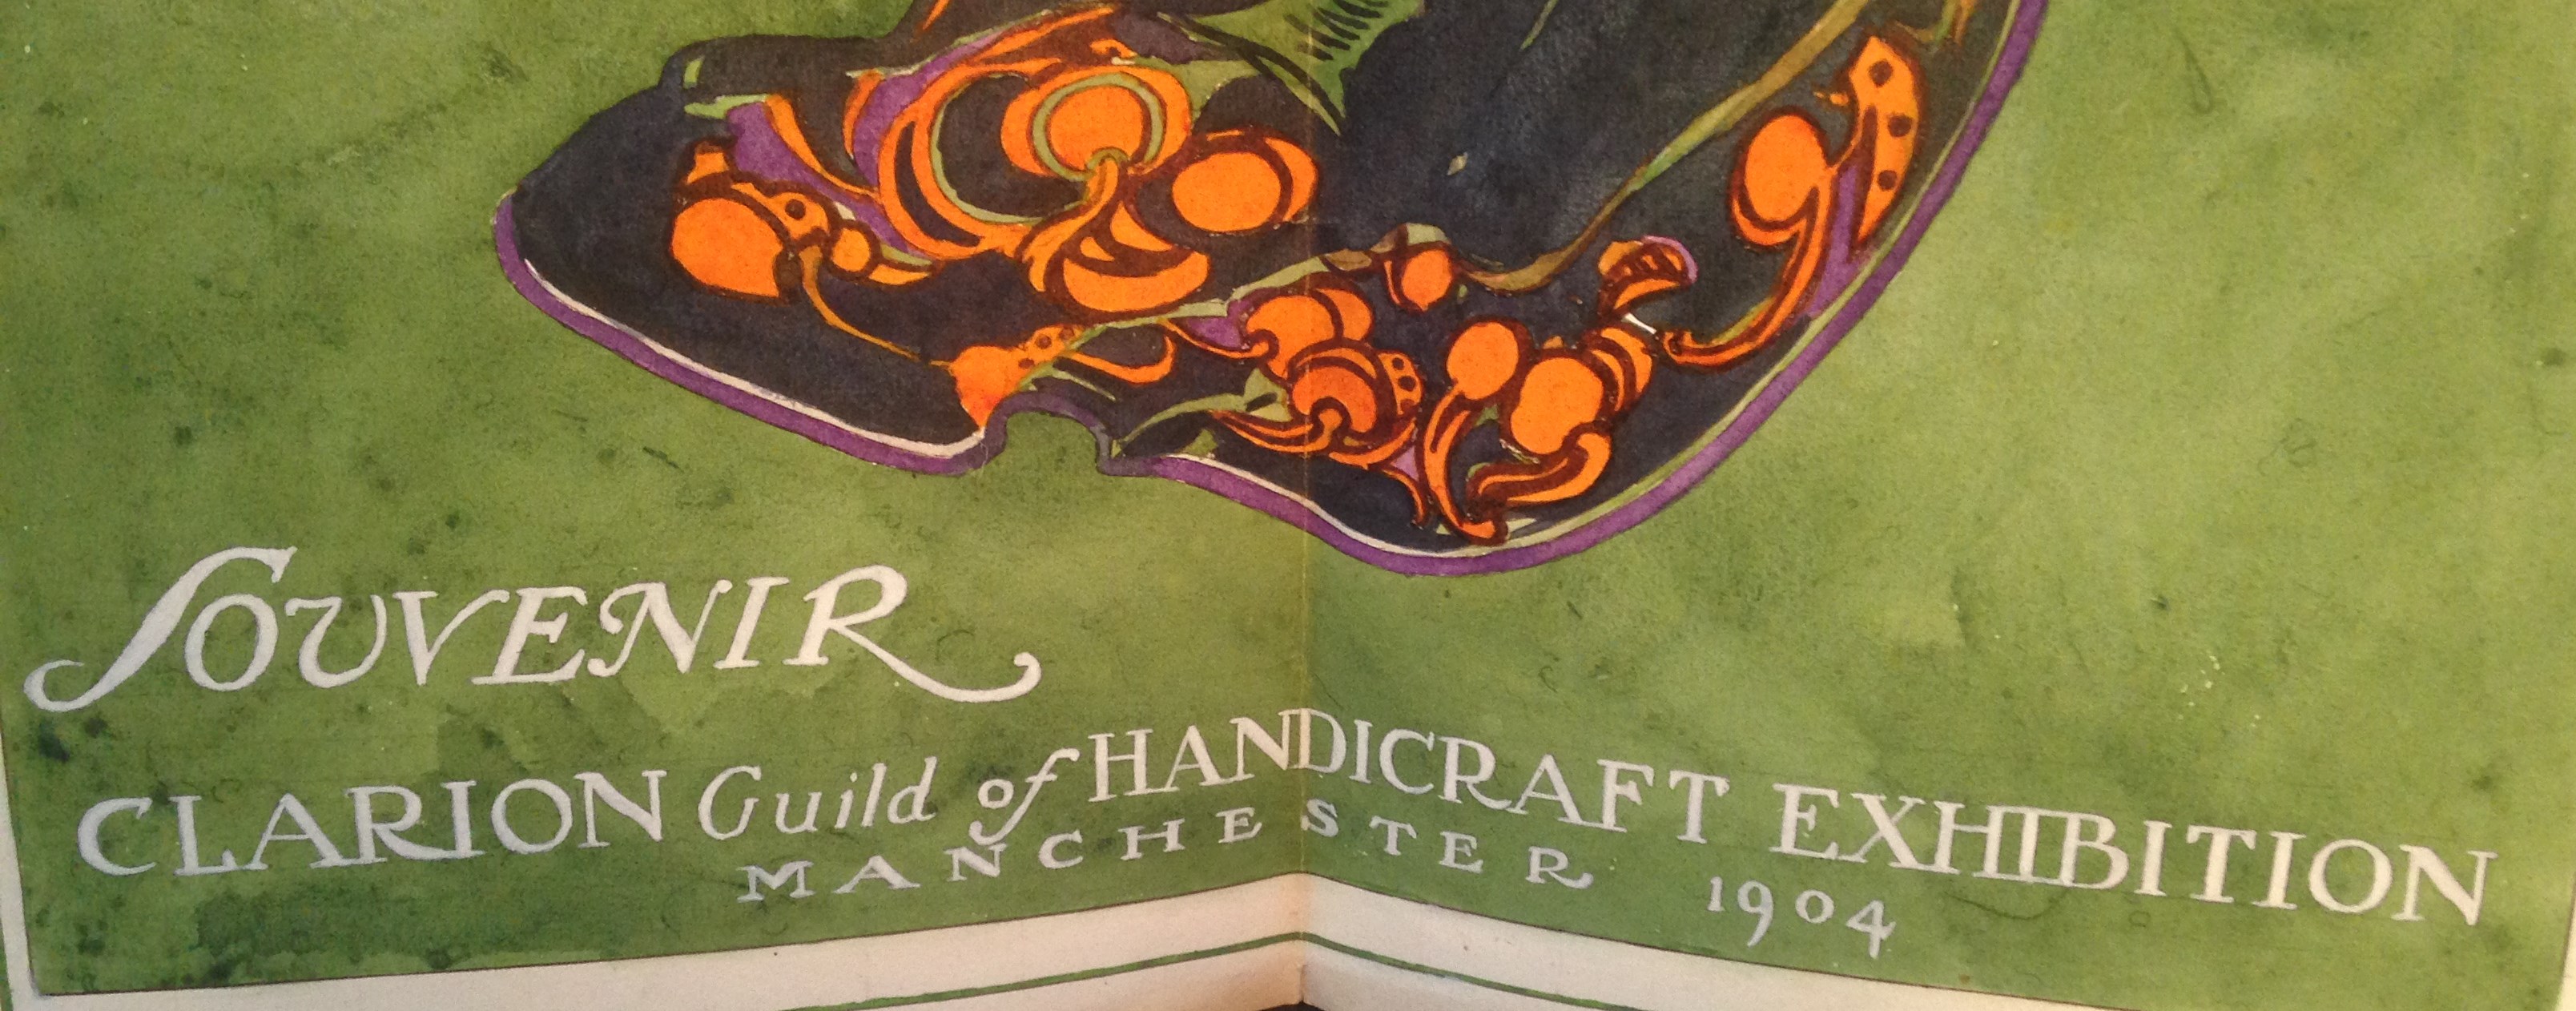 SOUVENIR
CLARION Guild of HANDICRAFT EXHIBITION
MANCHESTER 1904